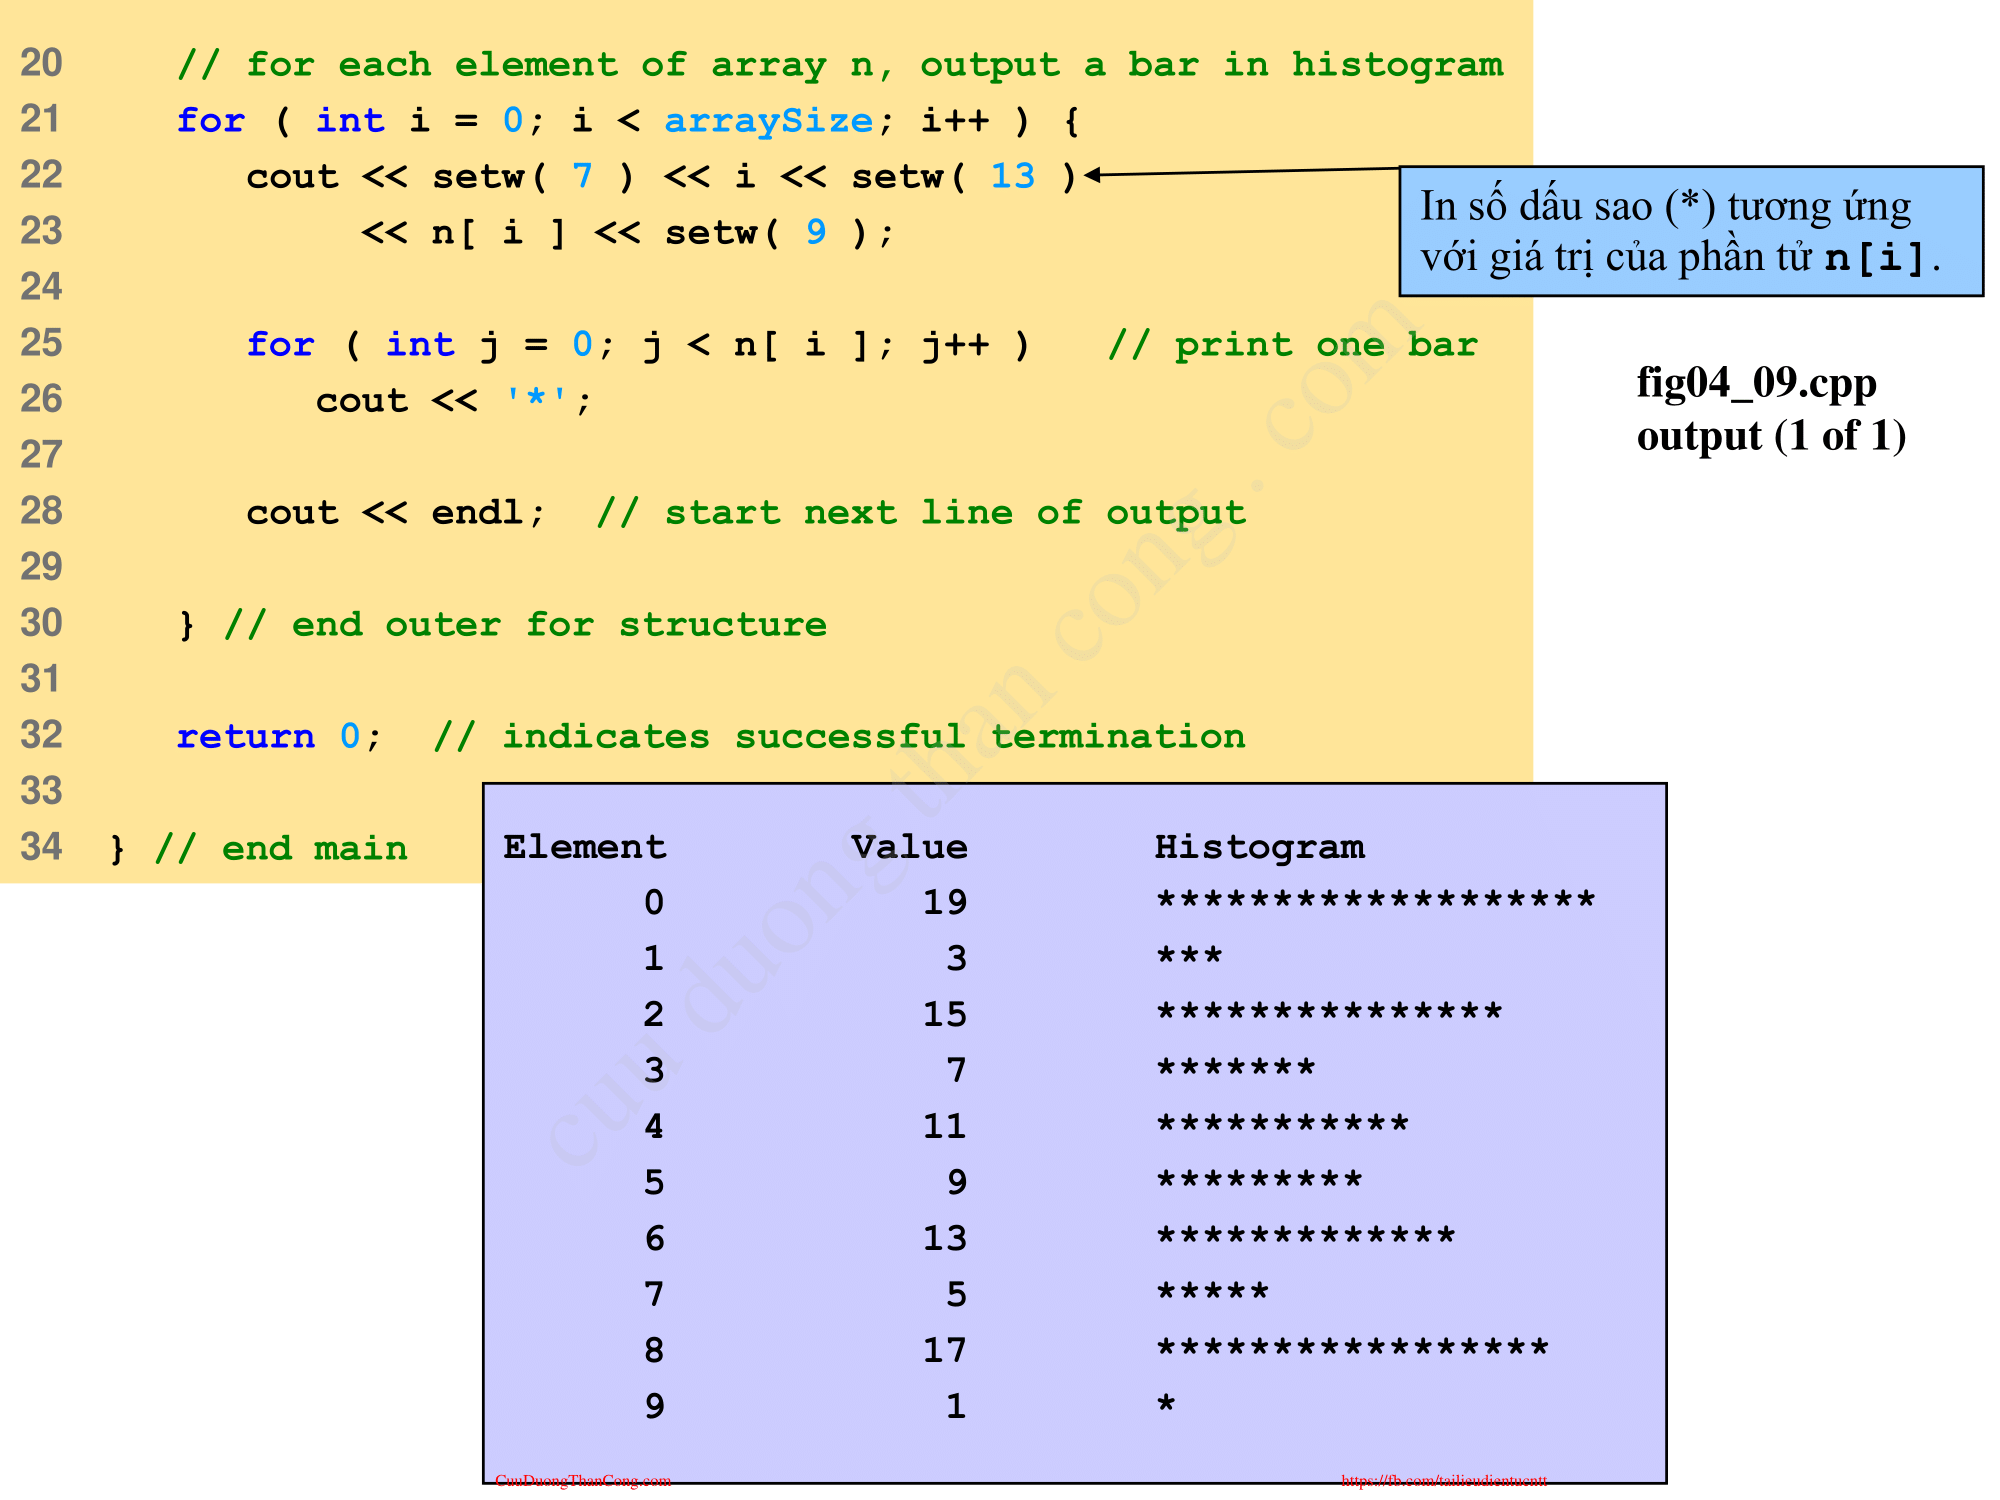 20 // for each element of array n, output a bar in histogram
21 for ( int i = 0; i < arraySize; i++ ) {
22 cout << setw( 7 ) << i << setw( 13 )
23 << n[ i ] << setw( 9 );
24
25 for ( int j = 0; j < n[ i ]; j++ ) // print one bar
26 cout << '*';
27
28 cout << endl; // start next line of output
29
30 } // end outer for structure
31
32 return 0; // indicates successful termination
33
34 } // end main
In số dấu sao (*) tương ứng
với giá trị của phần tử n[i].
fig04_09.cpp
output (1 of 1)
Element Value Histogram
0 19 *******************
1 3 ***
2 15 ***************
3 7 *******
4 11 ***********
5 9 *********
6 13 *************
7 5 *****
8 17 *****************
9 1 *
cuu duong than cong . com
CuuDuongThanCong.com https://fb.com/tailieudientucntt